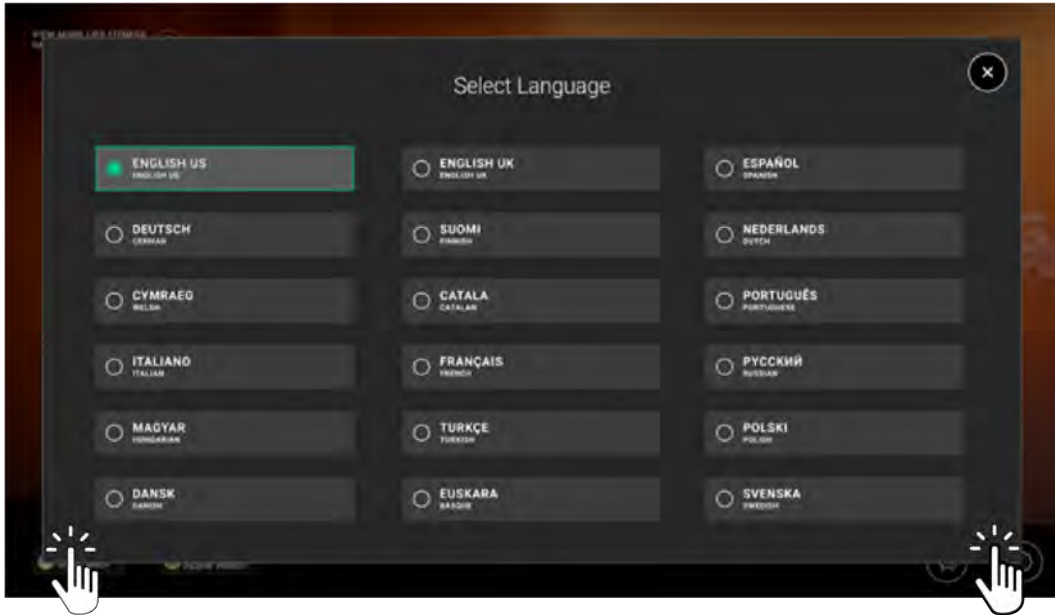 Select Language
ENGLISH US
ENGLISH US
ENGLISH UK
ENGLISH UK
ESPAÑOL
SPANISH
DEUTSCH
GERMAN
SUOMI
FINNISH
NEDERLANDS
DUTCH
CYMRAEG
WELSH
CATALA
CATALAN
PORTUGUÊS
PORTUGUESE
ITALIANO
ITALIAN
FRANÇAIS
FRENCH
РУССКИЙ
RUSSIAN
MAGYAR
HUNGARIAN
TÜRKÇE
TURKISH
POLSKI
POLISH
DANSK
DANISH
EUSKARA
BASQUE
SVENSKA
SWEDISH